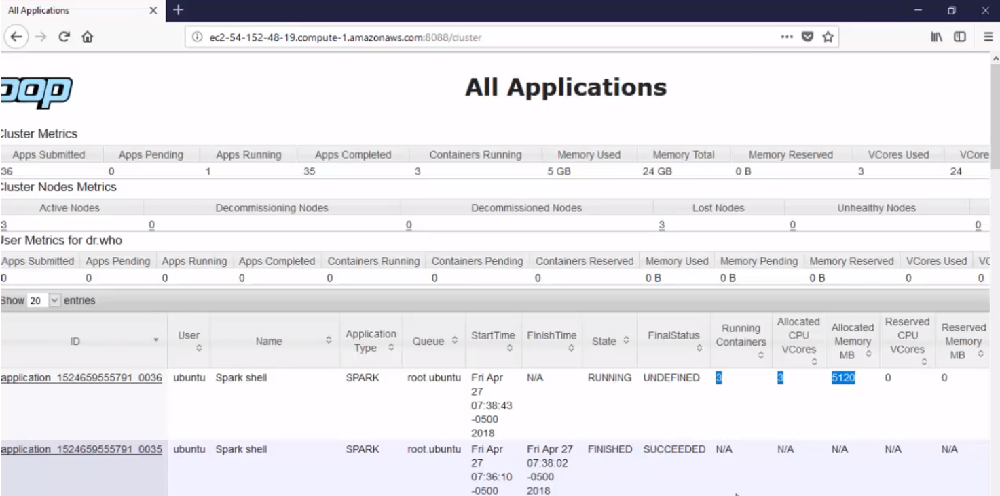 All Applications
ec2-54-152-48-19.compute-1.amazonaws.com:8088/cluster
oop
All Applications
Cluster Metrics
Apps Submitted Apps Pending Apps Running Apps Completed Containers Running Memory Used Memory Total Memory Reserved VCores Used VCore
36 0 1 35 3 5 GB 24 GB 0 B 3 24
Cluster Nodes Metrics
Active Nodes Decommissioning Nodes Decommissioned Nodes Lost Nodes Unhealthy Nodes
3 0 0 3 0 0
User Metrics for dr.who
Apps Submitted Apps Pending Apps Running Apps Completed Containers Running Containers Pending Containers Reserved Memory Used Memory Pending Memory Reserved VCores Used VC
0 0 0 0 0 0 0 0 B 0 B 0 B 0 0
Show 20 entries
ID User Name Application Type Queue StartTime FinishTime State FinalStatus Running Containers Allocated CPU VCores Allocated Memory MB Reserved CPU VCores Reserved Memory MB
application_1524659555791_0036 ubuntu Spark shell SPARK root.ubuntu Fri Apr N/A RUNNING UNDEFINED 3 3 5120 0 0
27
07:38:43
-0500
2018
application_1524659555791_0035 ubuntu Spark shell SPARK root.ubuntu Fri Apr Fri Apr 27 FINISHED SUCCEEDED N/A N/A N/A N/A N/A
27 07:38:02
07:36:10 -0500
-0500 2018